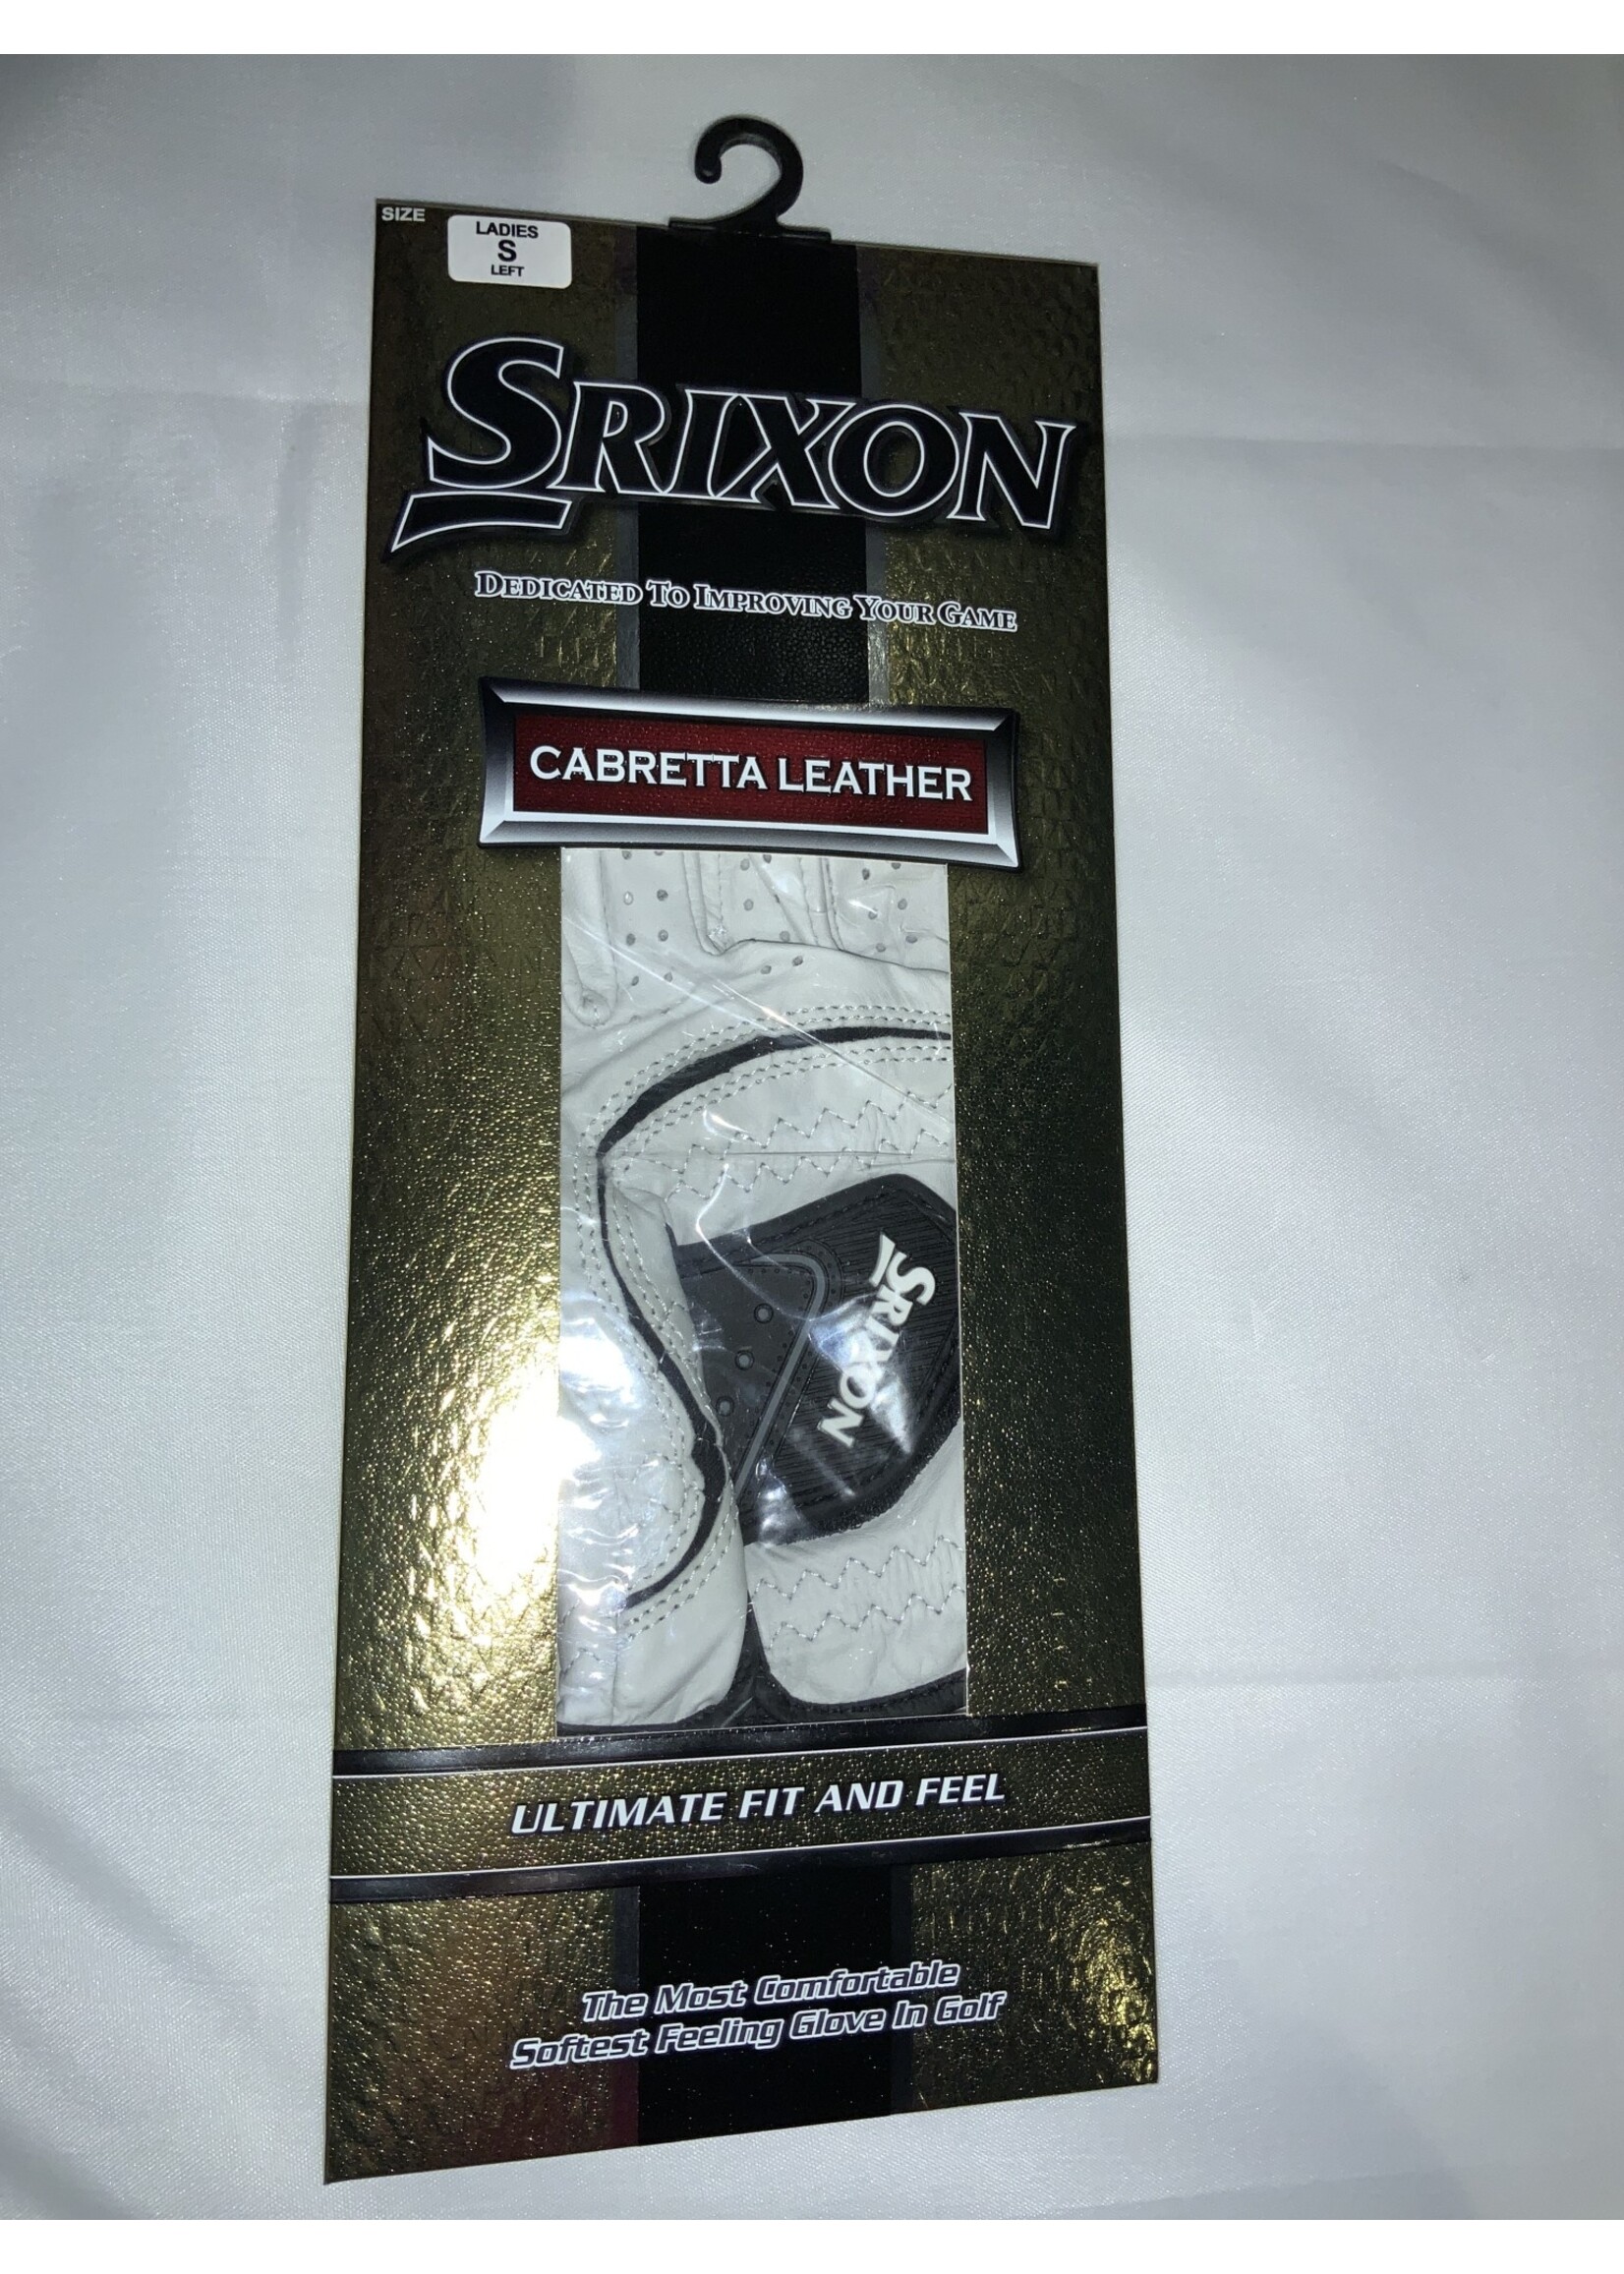 SIZE
LADIES
S
LEFT
SRIXON
DEDICATED TO IMPROVING YOUR GAME
CABRETTA LEATHER
SRIXON
ULTIMATE FIT AND FEEL
The Most Comfortable
Softest Feeling Glove In Golf